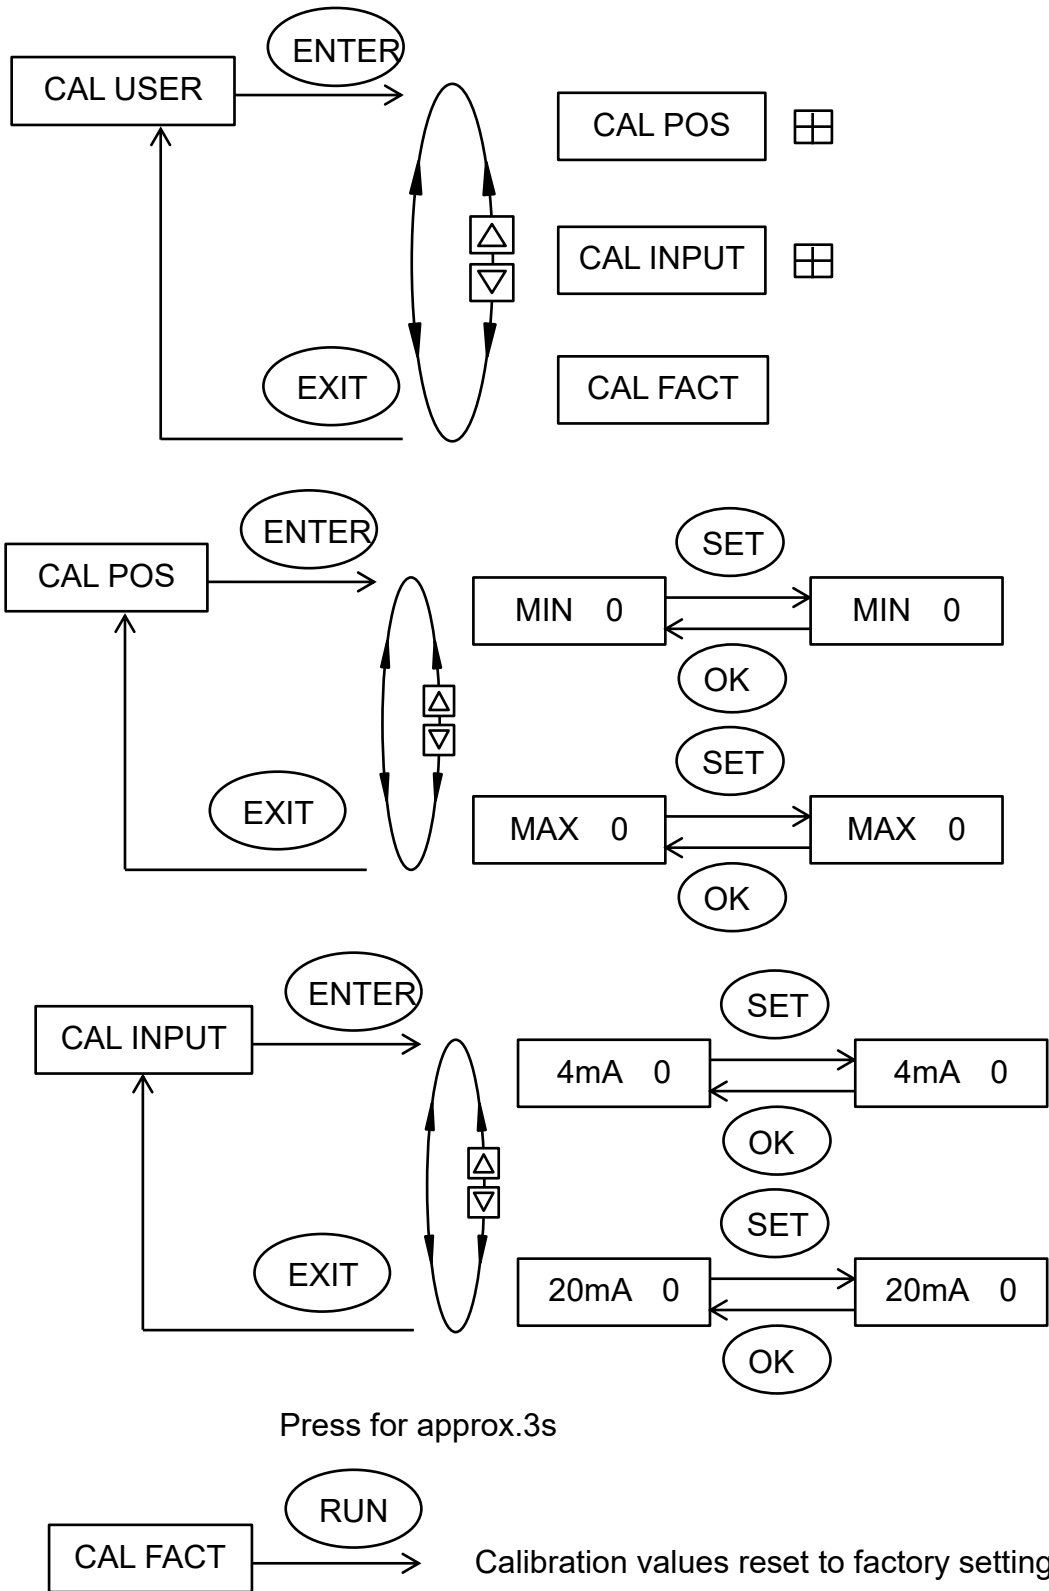 ENTER
CAL USER
CAL POS
CAL INPUT
EXIT
CAL FACT
ENTER
SET
CAL POS
MIN 0
MIN 0
OK
SET
EXIT
MAX 0
MAX 0
OK
ENTER
SET
CAL INPUT
4mA 0
4mA 0
OK
SET
EXIT
20mA 0
20mA 0
OK
Press for approx.3s
RUN
CAL FACT
Calibration values reset to factory setting